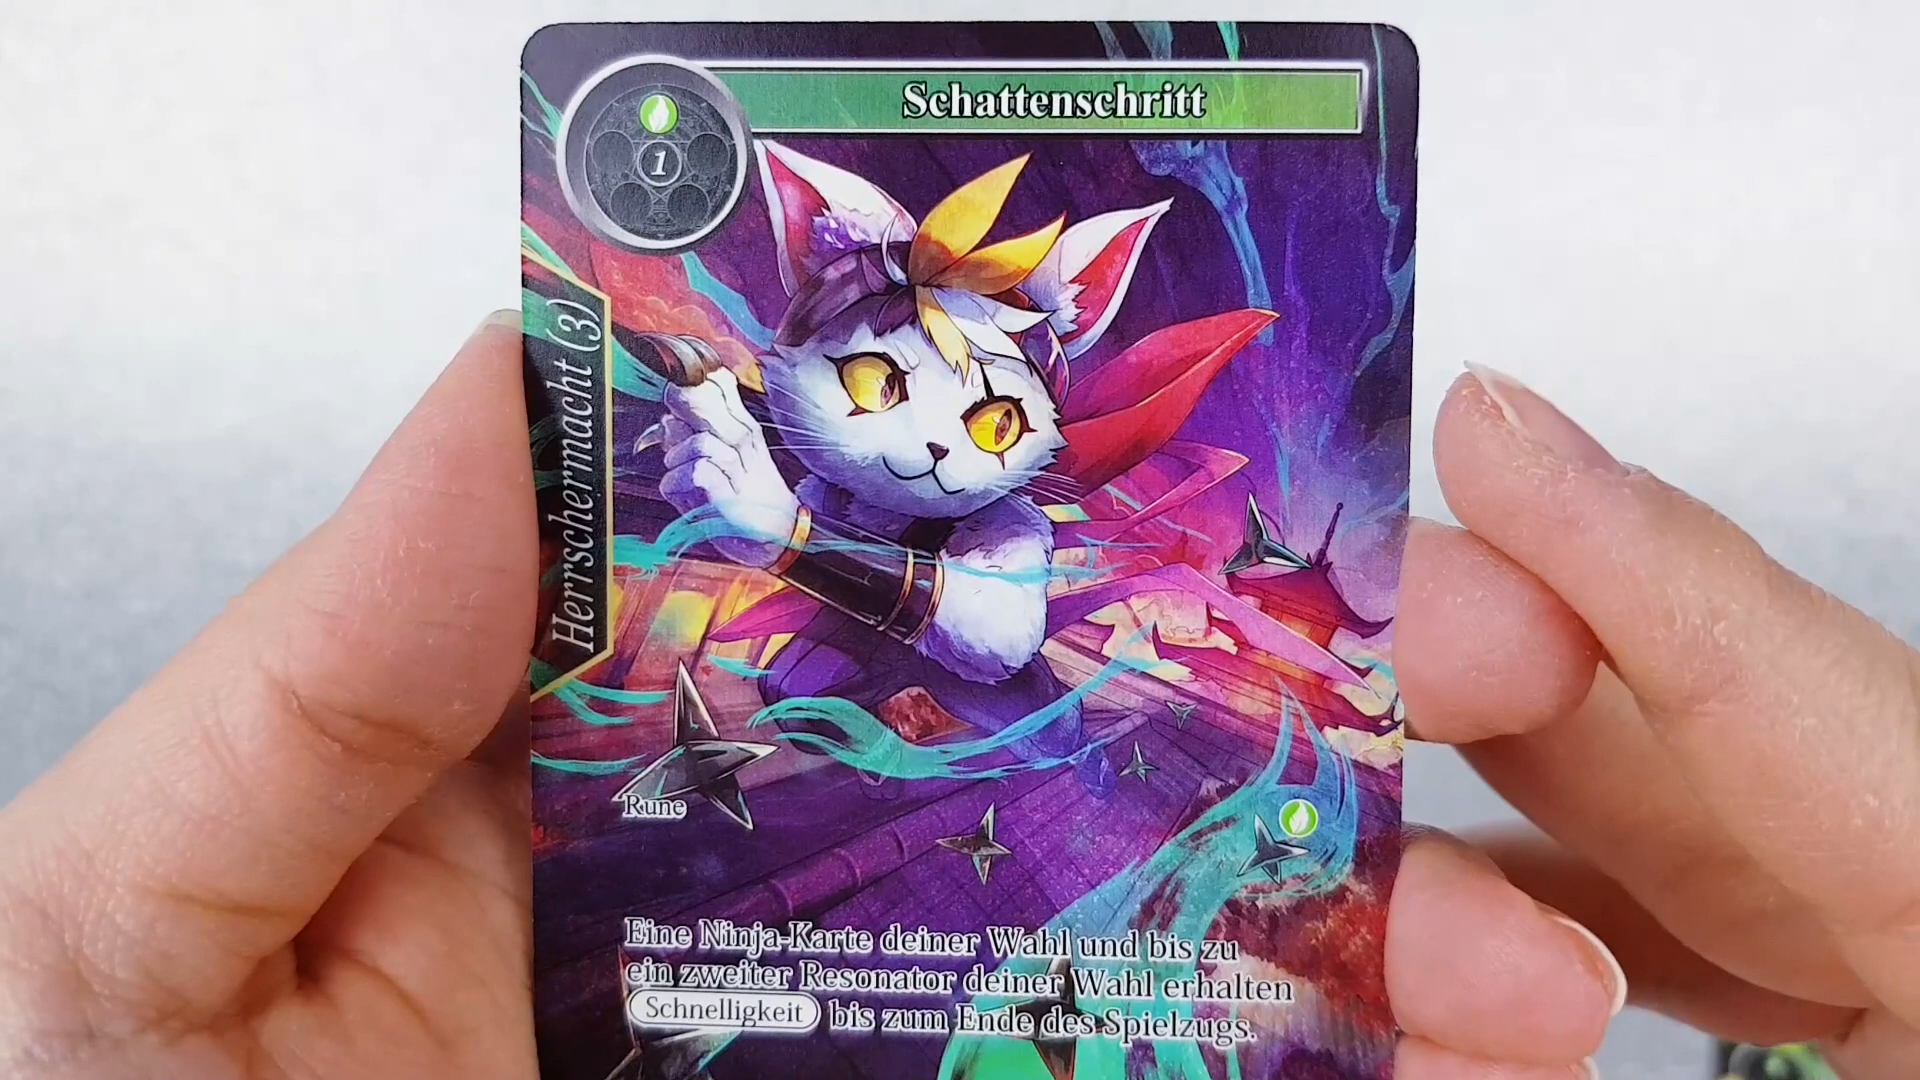 Schattenschritt
1
Herrschermacht (3)
Rune
Eine Ninja-Karte deiner Wahl und bis zu
ein zweiter Resonator deiner Wahl erhalten
Schnelligkeit bis zum Ende des Spielzugs.